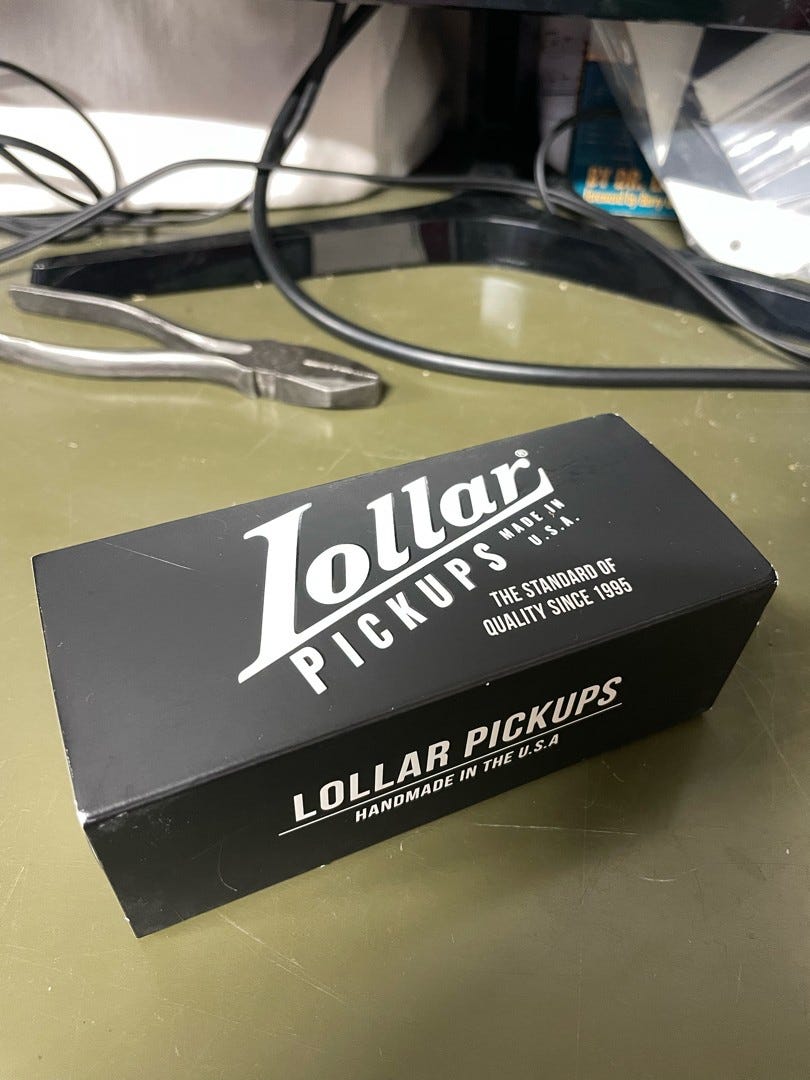 Lollar®
PICKUPS
MADE IN
U.S.A.
THE STANDARD OF
QUALITY SINCE 1995
LOLLAR PICKUPS
HANDMADE IN THE U.S.A